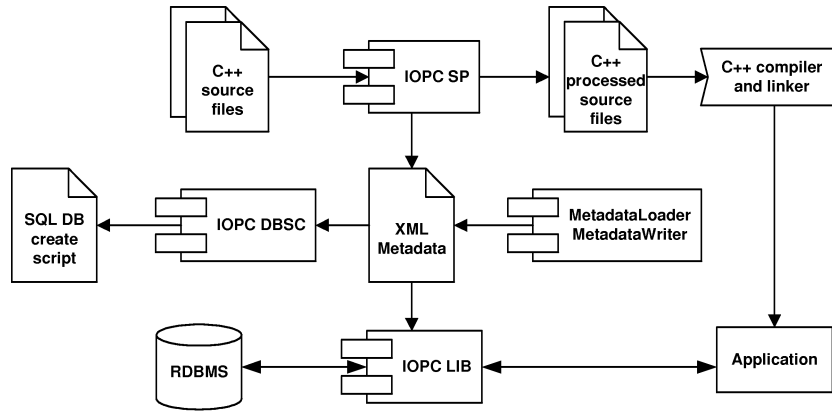 C++
source
files
IOPC SP
C++
processed
source
files
C++ compiler
and linker
SQL DB
create
script
IOPC DBSC
XML
Metadata
MetadataLoader
MetadataWriter
RDBMS
IOPC LIB
Application